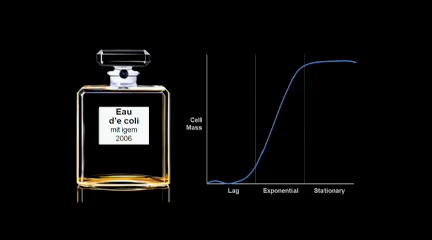 Eau
d'e coli
mit igem
2006
Cell
Mass
Lag
Exponential
Stationary